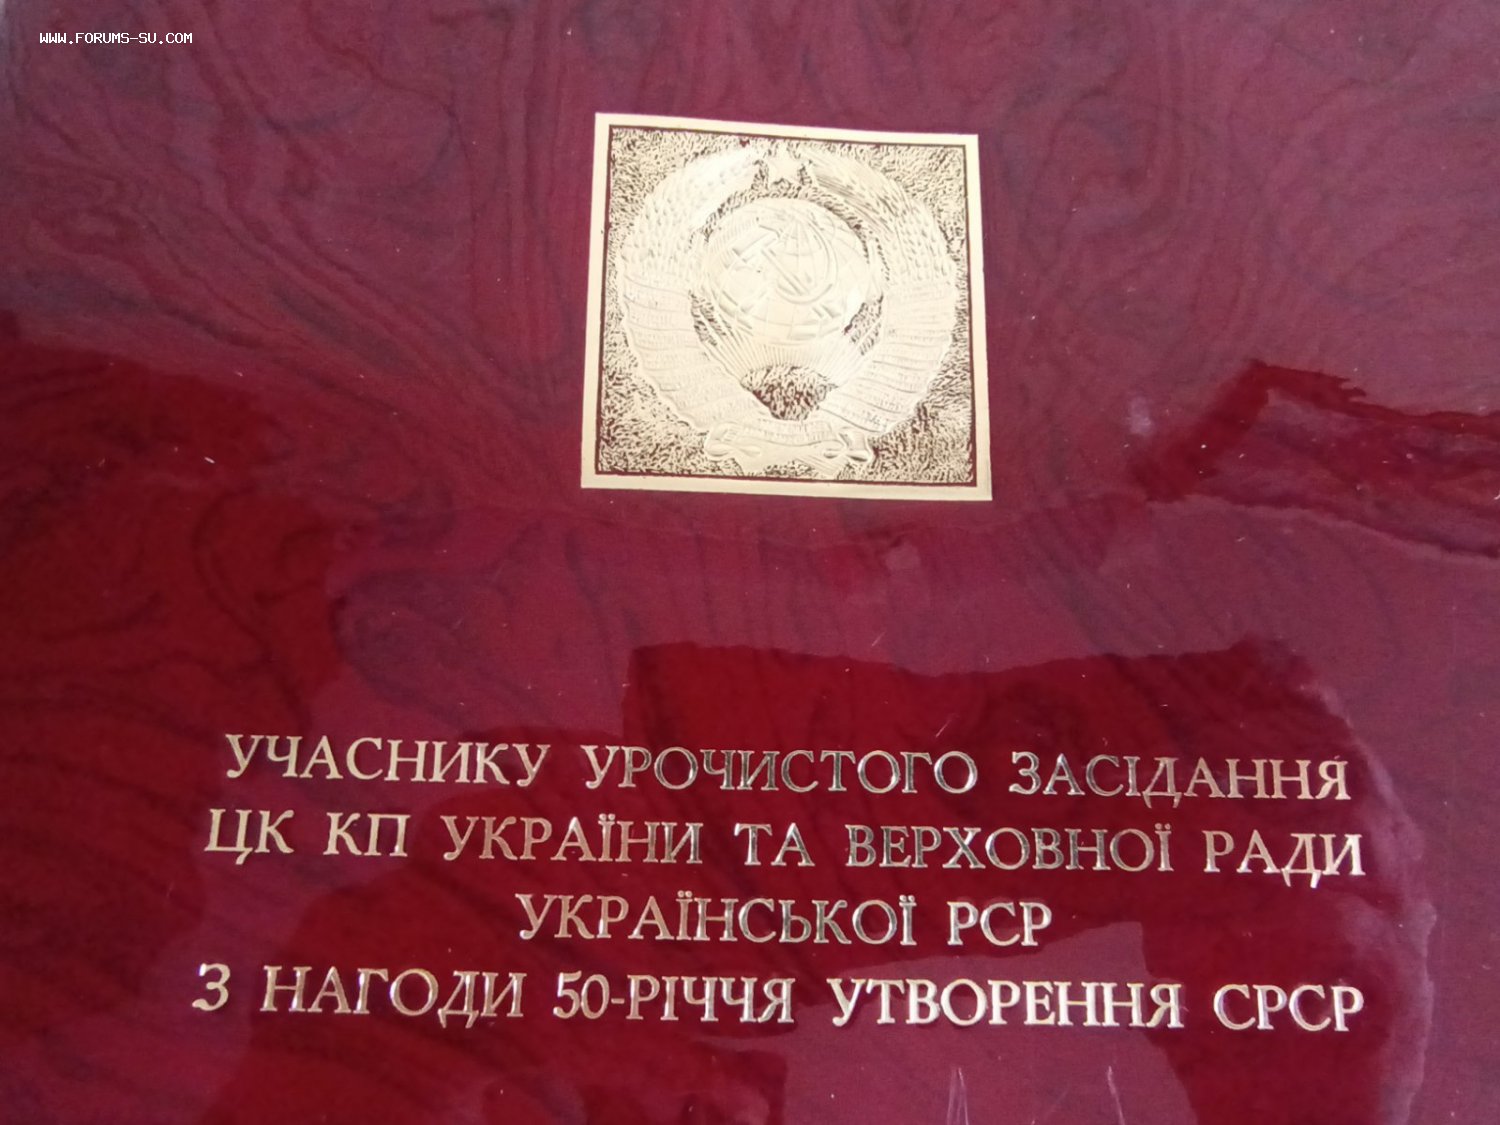 WWW.FORUMS-SU.COM
УЧАСНИКУ УРОЧИСТОГО ЗАСІДАННЯ
ЦК КП УКРАЇНИ ТА ВЕРХОВНОЇ РАДИ
УКРАЇНСЬКОЇ РСР
З НАГОДИ 50-РІЧЧЯ УТВОРЕННЯ СРСР